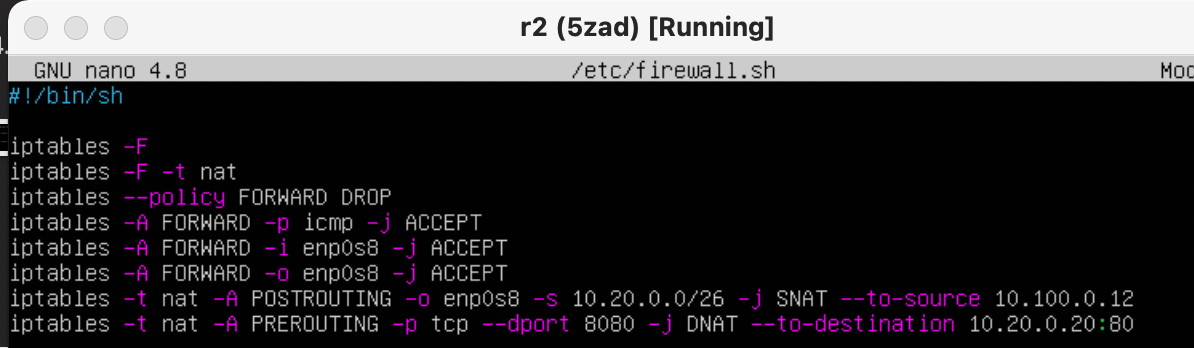 r2 (5zad) [Running]
GNU nano 4.8 /etc/firewall.sh
#!/bin/sh
iptables -F
iptables -F -t nat
iptables --policy FORWARD DROP
iptables -A FORWARD -p icmp -j ACCEPT
iptables -A FORWARD -i enp0s8 -j ACCEPT
iptables -A FORWARD -o enp0s8 -j ACCEPT
iptables -t nat -A POSTROUTING -o enp0s8 -s 10.20.0.0/26 -j SNAT --to-source 10.100.0.12
iptables -t nat -A PREROUTING -p tcp --dport 8080 -j DNAT --to-destination 10.20.0.20:80